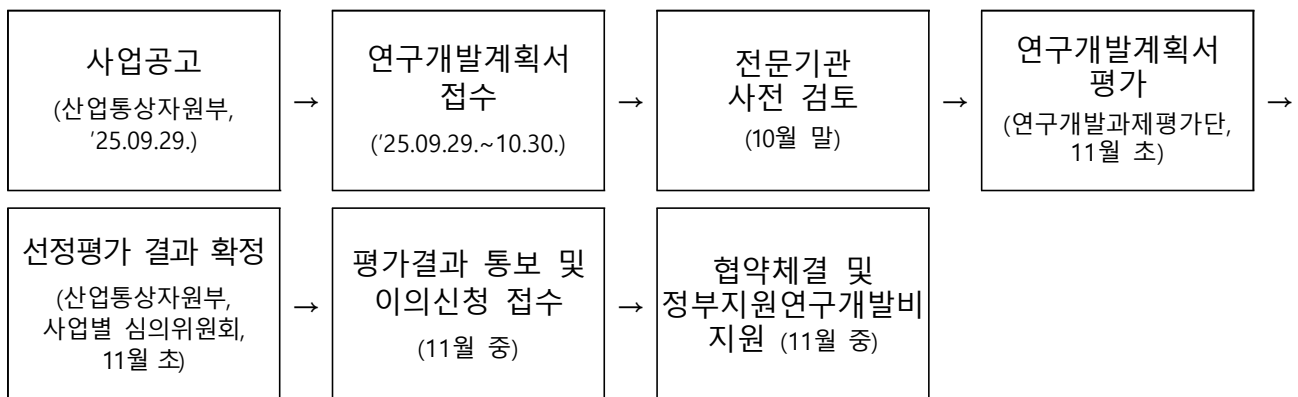 사업공고
(산업통상자원부,
'25.09.29.)
→
연구개발계획서
접수
('25.09.29.~10.30.)
→
전문기관
사전 검토
(10월 말)
→
연구개발계획서
평가
(연구개발과제평가단,
11월 초)
→
선정평가 결과 확정
(산업통상자원부,
사업별 심의위원회,
11월 초)
→
평가결과 통보 및
이의신청 접수
(11월 중)
→
협약체결 및
정부지원연구개발비
지원 (11월 중)